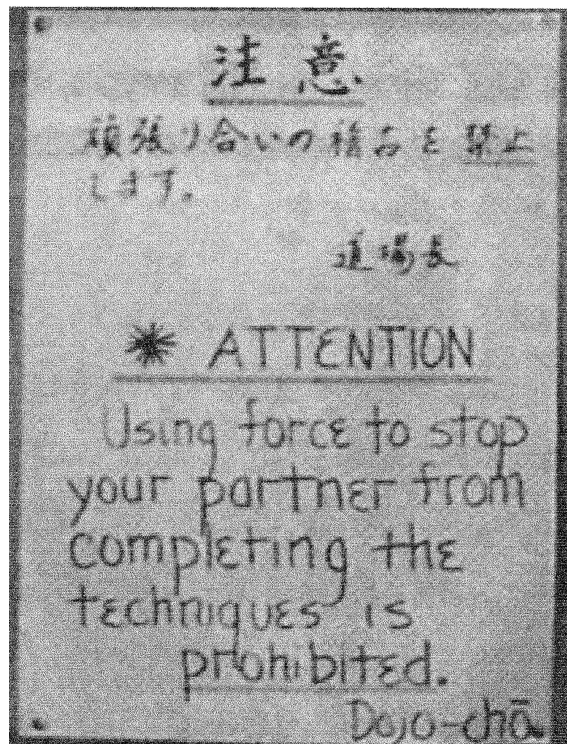 注意
頑張り合いの稽古を禁止
します。
道場長
* ATTENTION
Using force to stop
your partner from
completing the
techniques is
prohibited.
Dojo-chō